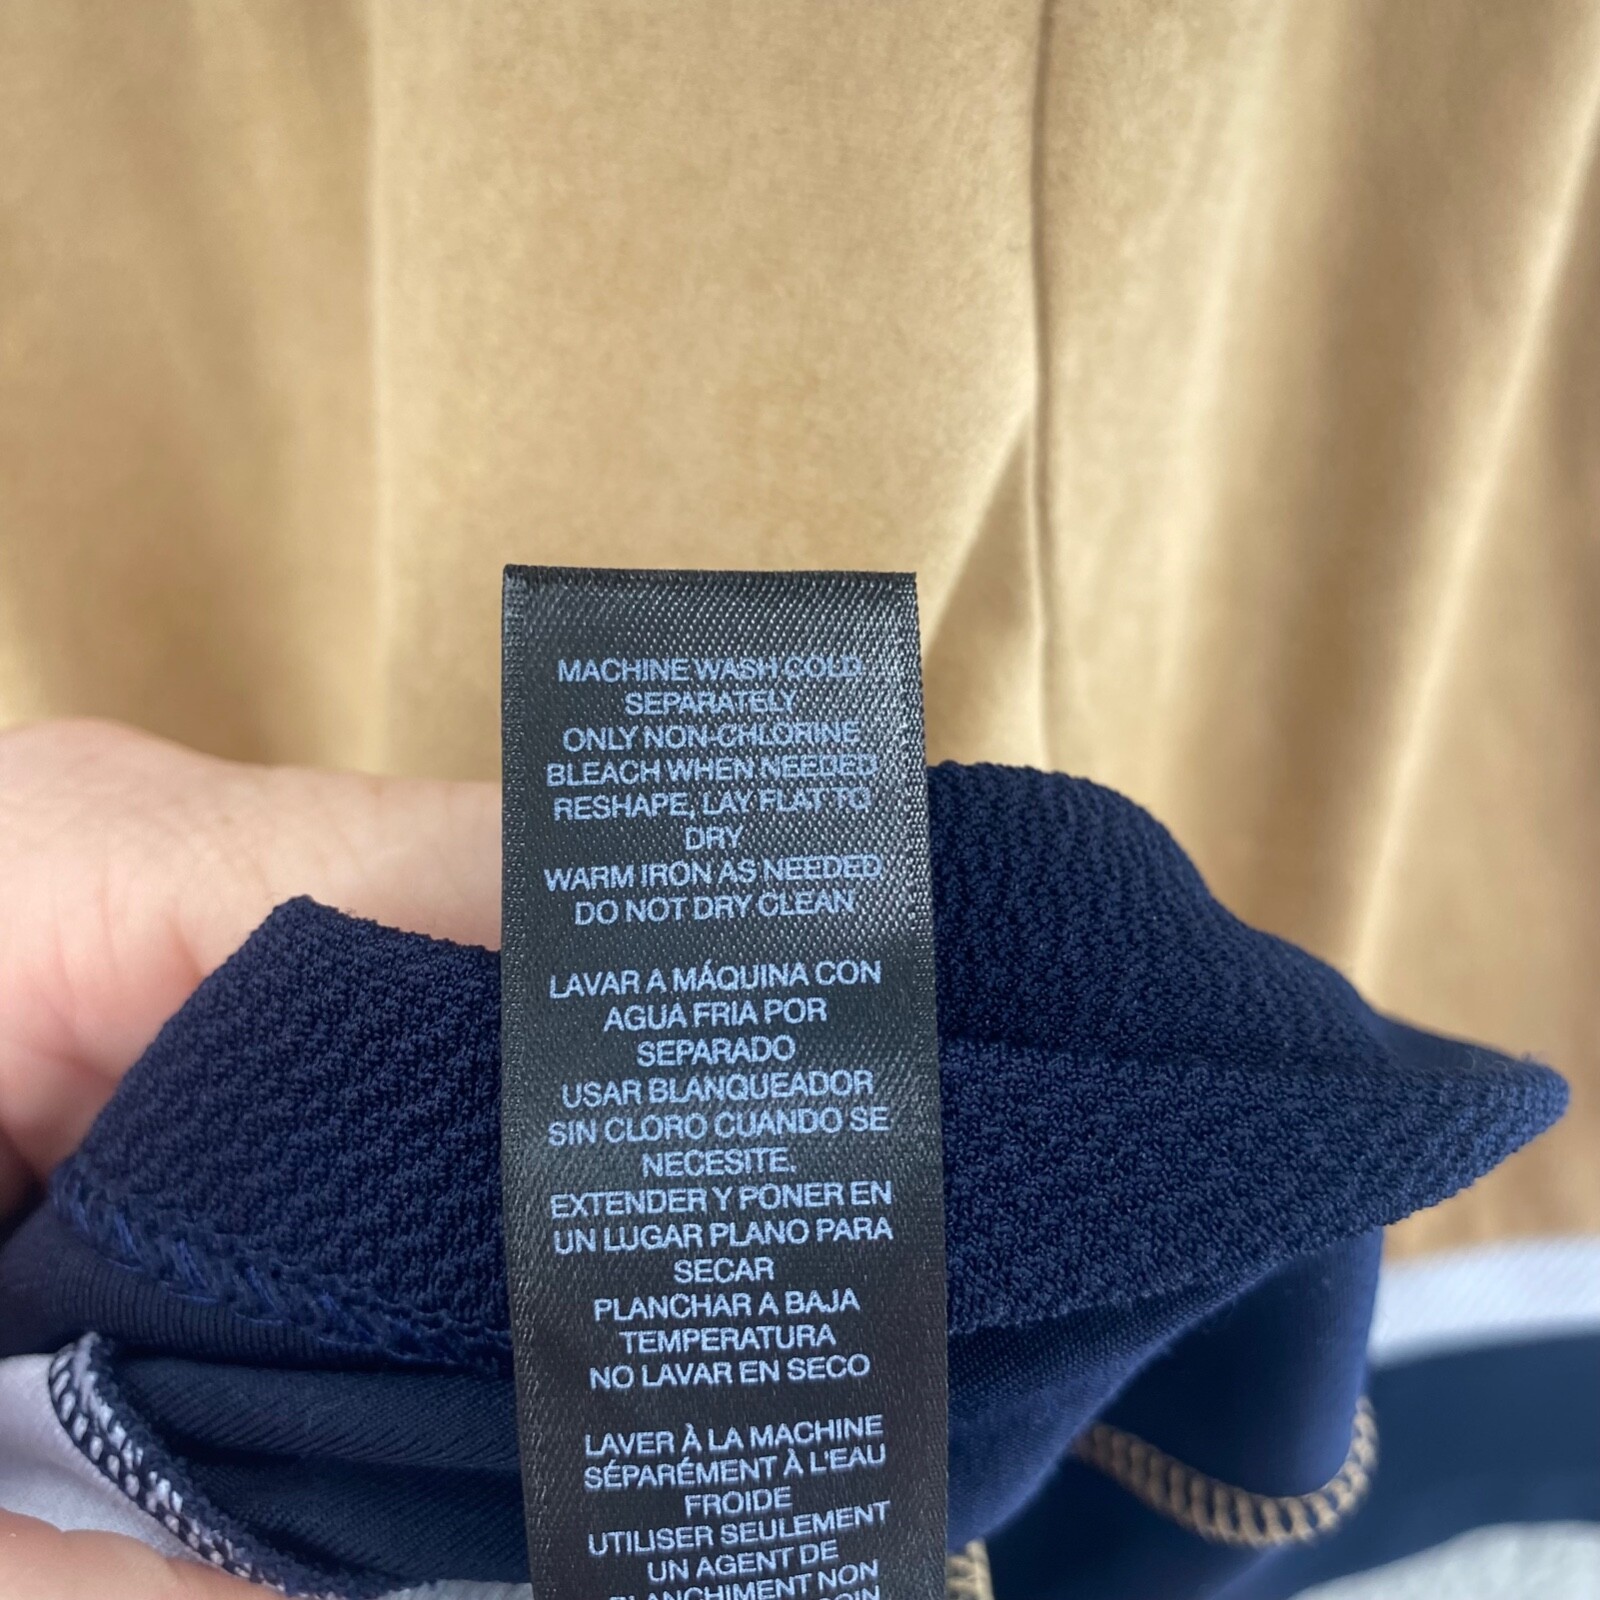 MACHINE WASH COLD
SEPARATELY
ONLY NON-CHLORINE
BLEACH WHEN NEEDED
RESHAPE, LAY FLAT TO
DRY
WARM IRON AS NEEDED
DO NOT DRY CLEAN
LAVAR A MÁQUINA CON
AGUA FRIA POR
SEPARADO
USAR BLANQUEADOR
SIN CLORO CUANDO SE
NECESITE.
EXTENDER Y PONER EN
UN LUGAR PLANO PARA
SECAR
PLANCHAR A BAJA
TEMPERATURA
NO LAVAR EN SECO
LAVER À LA MACHINE
SÉPARÉMENT À L'EAU
FROIDE
UTILISER SEULEMENT
UN AGENT DE
BLANCHIMENT NON